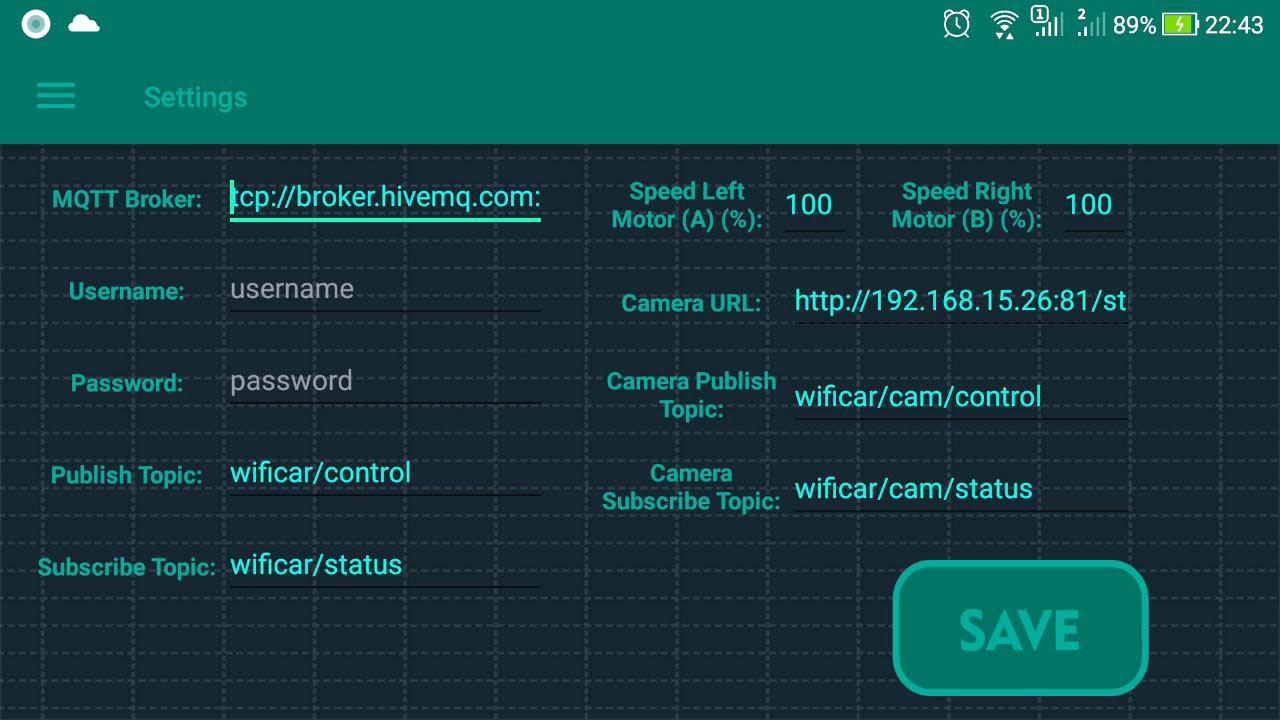 1 2 89% 22:43
Settings
MQTT Broker: tcp://broker.hivemq.com:
Username: username
Password: password
Publish Topic: wificar/control
Subscribe Topic: wificar/status
Speed Left
Motor (A) (%): 100
Speed Right
Motor (B) (%): 100
Camera URL: http://192.168.15.26:81/st
Camera Publish
Topic: wificar/cam/control
Camera
Subscribe Topic: wificar/cam/status
SAVE